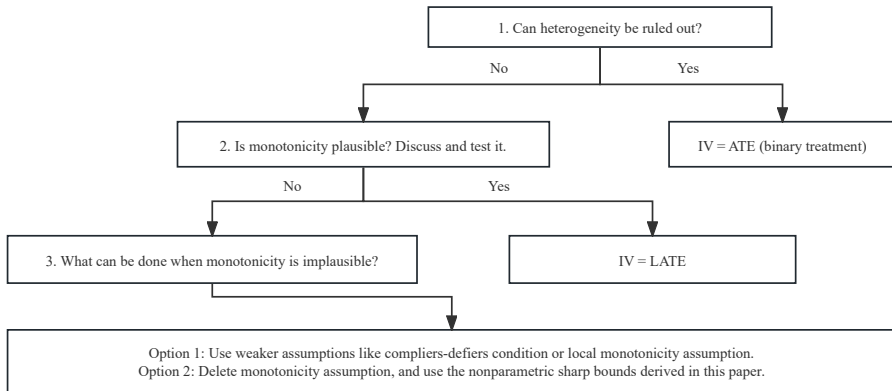 1. Can heterogeneity be ruled out?
No
Yes
2. Is monotonicity plausible? Discuss and test it.
IV = ATE (binary treatment)
No
Yes
3. What can be done when monotonicity is implausible?
IV = LATE
Option 1: Use weaker assumptions like compliers-defiers condition or local monotonicity assumption.
Option 2: Delete monotonicity assumption, and use the nonparametric sharp bounds derived in this paper.